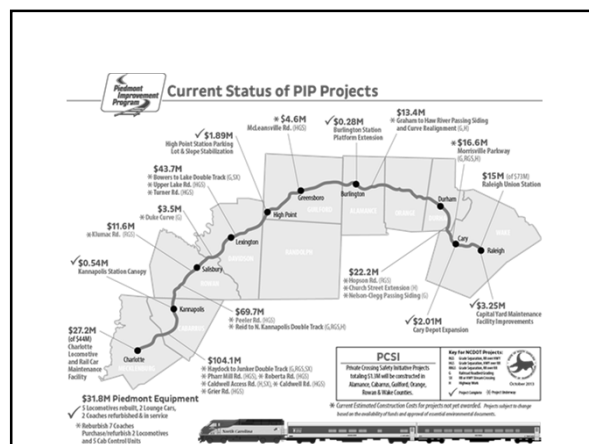 Piedmont
Improvement
Program
Current Status of PIP Projects
✓$1.89M
High Point Station Parking
Lot & Slope Stabilization
$4.6M
McLeansville Rd. (HGS)
✓$0.28M
Burlington Station
Platform Extension
$13.4M
Graham to Haw River Passing Siding
and Curve Realignment (G,H)
$16.6M
Morrisville Parkway
(G,RGS,H)
$15M (of $73M)
Raleigh Union Station
$43.7M
Bowers to Lake Double Track (G,SX)
Upper Lake Rd. (HGS)
Turner Rd. (HGS)
$3.5M
Duke Curve (G)
$11.6M
Klumac Rd. (RGS)
✓$0.54M
Kannapolis Station Canopy
$27.2M
(of $44M)
Charlotte
Locomotive
and Rail Car
Maintenance
Facility
Greensboro
Burlington
High Point
Durham
Lexington
Cary
Raleigh
Salisbury
Kannapolis
Charlotte
GUILFORD
ALAMANCE
ORANGE
DURHAM
WAKE
RANDOLPH
DAVIDSON
ROWAN
CABARRUS
MECKLENBURG
$22.2M
Hopson Rd. (RGS)
Church Street Extension (H)
Nelson-Clegg Passing Siding (G)
✓$2.01M
Cary Depot Expansion
✓$3.25M
Capital Yard Maintenance
Facility Improvements
$69.7M
Peeler Rd. (HGS)
Reid to N. Kannapolis Double Track (G,RGS,H)
$104.1M
Haydock to Junker Double Track (G,RGS,SX)
Pharr Mill Rd. (HGS) Roberta Rd. (HGS)
Caldwell Access Rd. (H,SX) Caldwell Rd. (HGS)
Grier Rd. (HGS)
$31.8M Piedmont Equipment
✓ 5 Locomotives rebuilt, 2 Lounge Cars,
2 Coaches refurbished & in service
Refurbish 7 Coaches
Purchase/refurbish 2 Locomotives
and 5 Cab Control Units
PCSI
Private Crossing Safety Initiative Projects
totaling $1.3M will be constructed in
Alamance, Cabarrus, Guilford, Orange,
Rowan & Wake Counties.
Key for NCDOT Projects:
October 2015
* Current Estimated Construction Costs for projects not yet awarded. Projects subject to change
based on the availability of funds and approval of essential environmental documents.